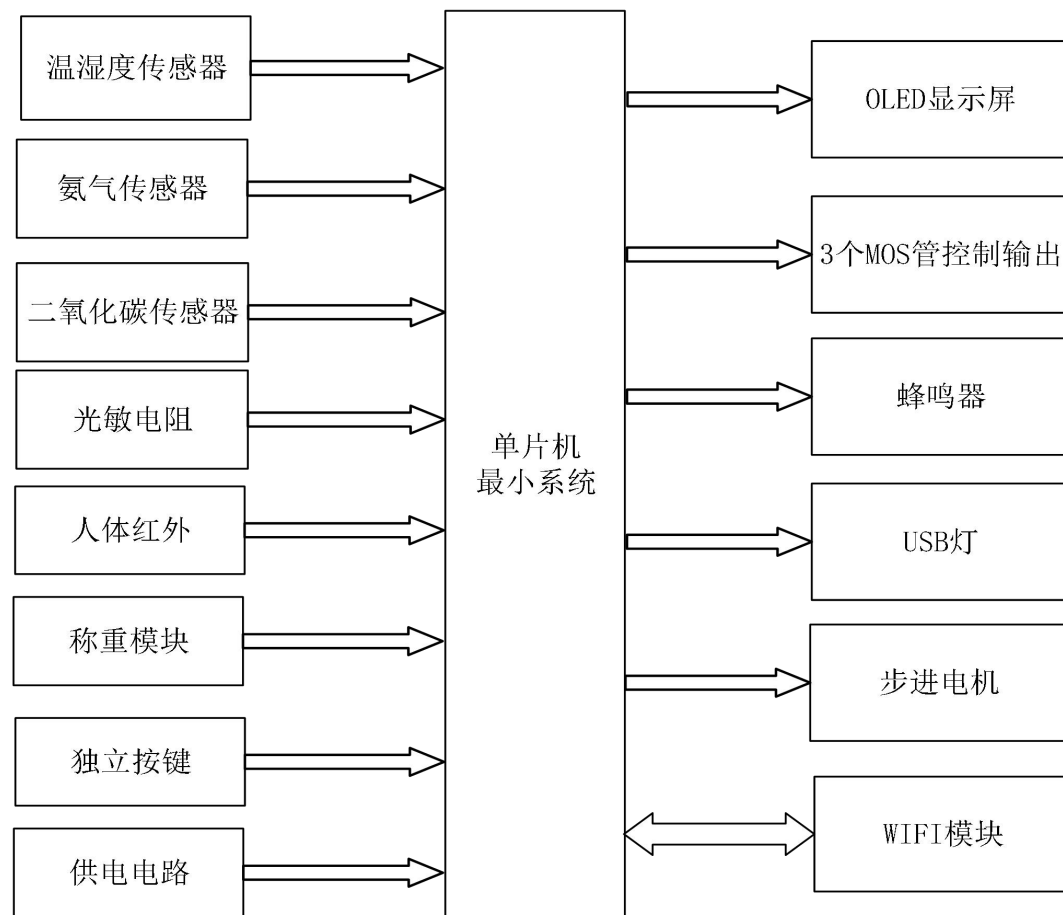 温湿度传感器
氨气传感器
二氧化碳传感器
光敏电阻
人体红外
称重模块
独立按键
供电电路
单片机
最小系统
OLED显示屏
3个MOS管控制输出
蜂鸣器
USB灯
步进电机
WIFI模块